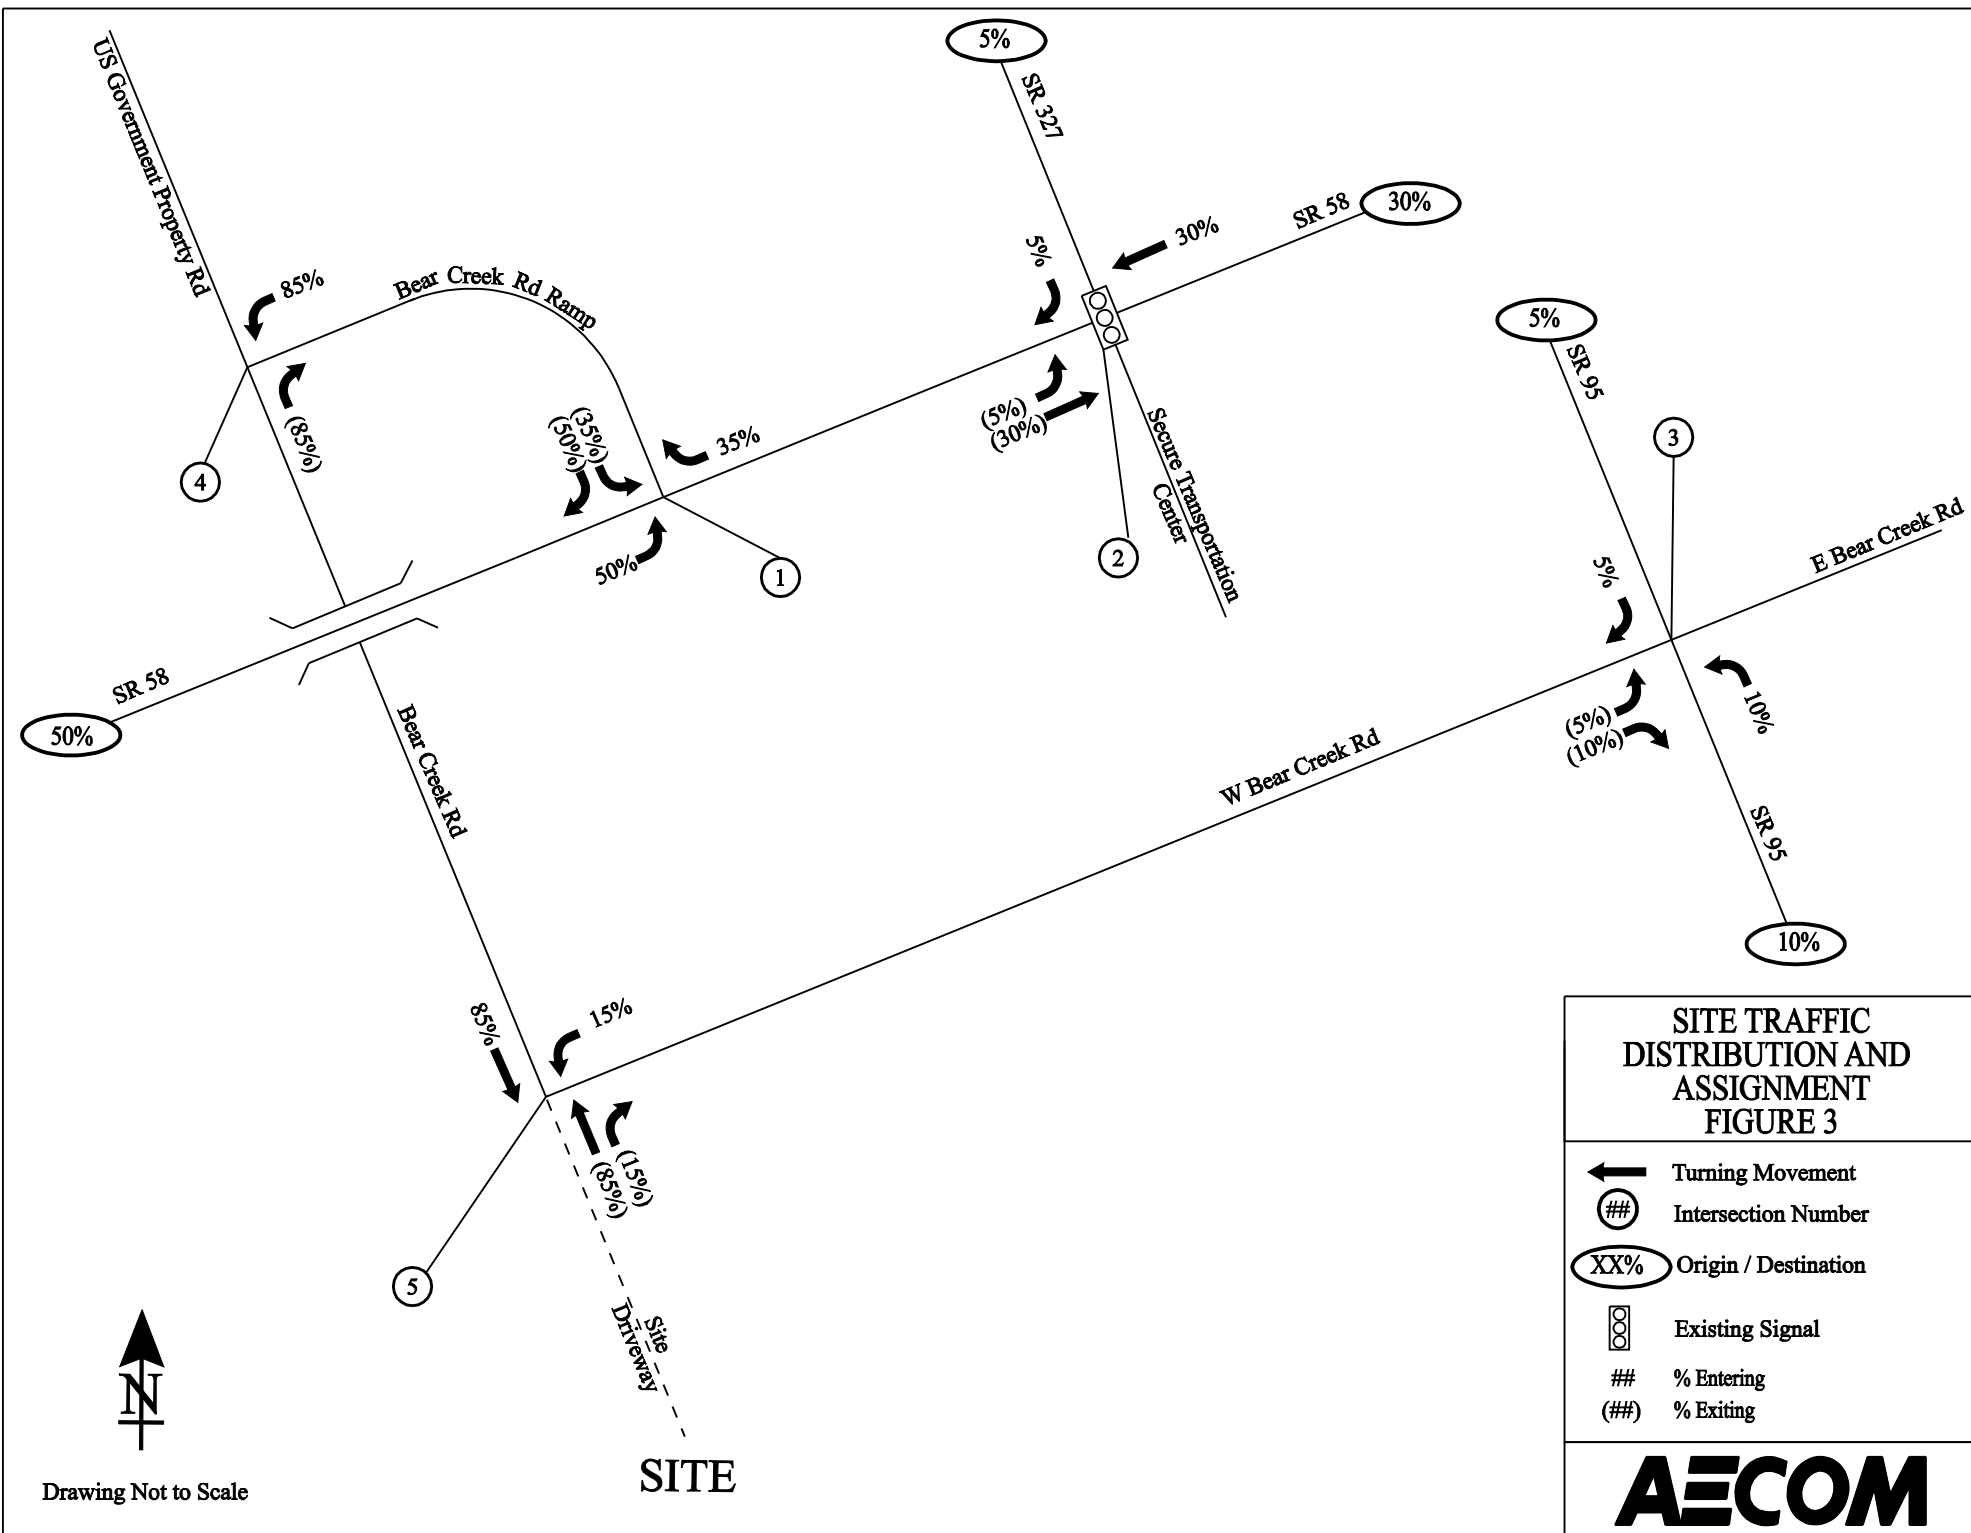 5%
SR 327
US Government Property Rd
SR 58
30%
30%
5%
85%
Bear Creek Rd Ramp
5%
SR 95
(85%)
(35%)
(50%)
35%
(5%)
(30%)
Secure Transportation
Center
3
4
50%
1
2
E Bear Creek Rd
5%
SR 58
50%
Bear Creek Rd
(5%)
(10%)
10%
W Bear Creek Rd
SR 95
10%
85%
15%
(15%)
(85%)
5
Site
Driveway
SITE
N
Drawing Not to Scale
SITE TRAFFIC
DISTRIBUTION AND
ASSIGNMENT
FIGURE 3
Turning Movement
## Intersection Number
XX% Origin / Destination
Existing Signal
## % Entering
(##) % Exiting
AECOM